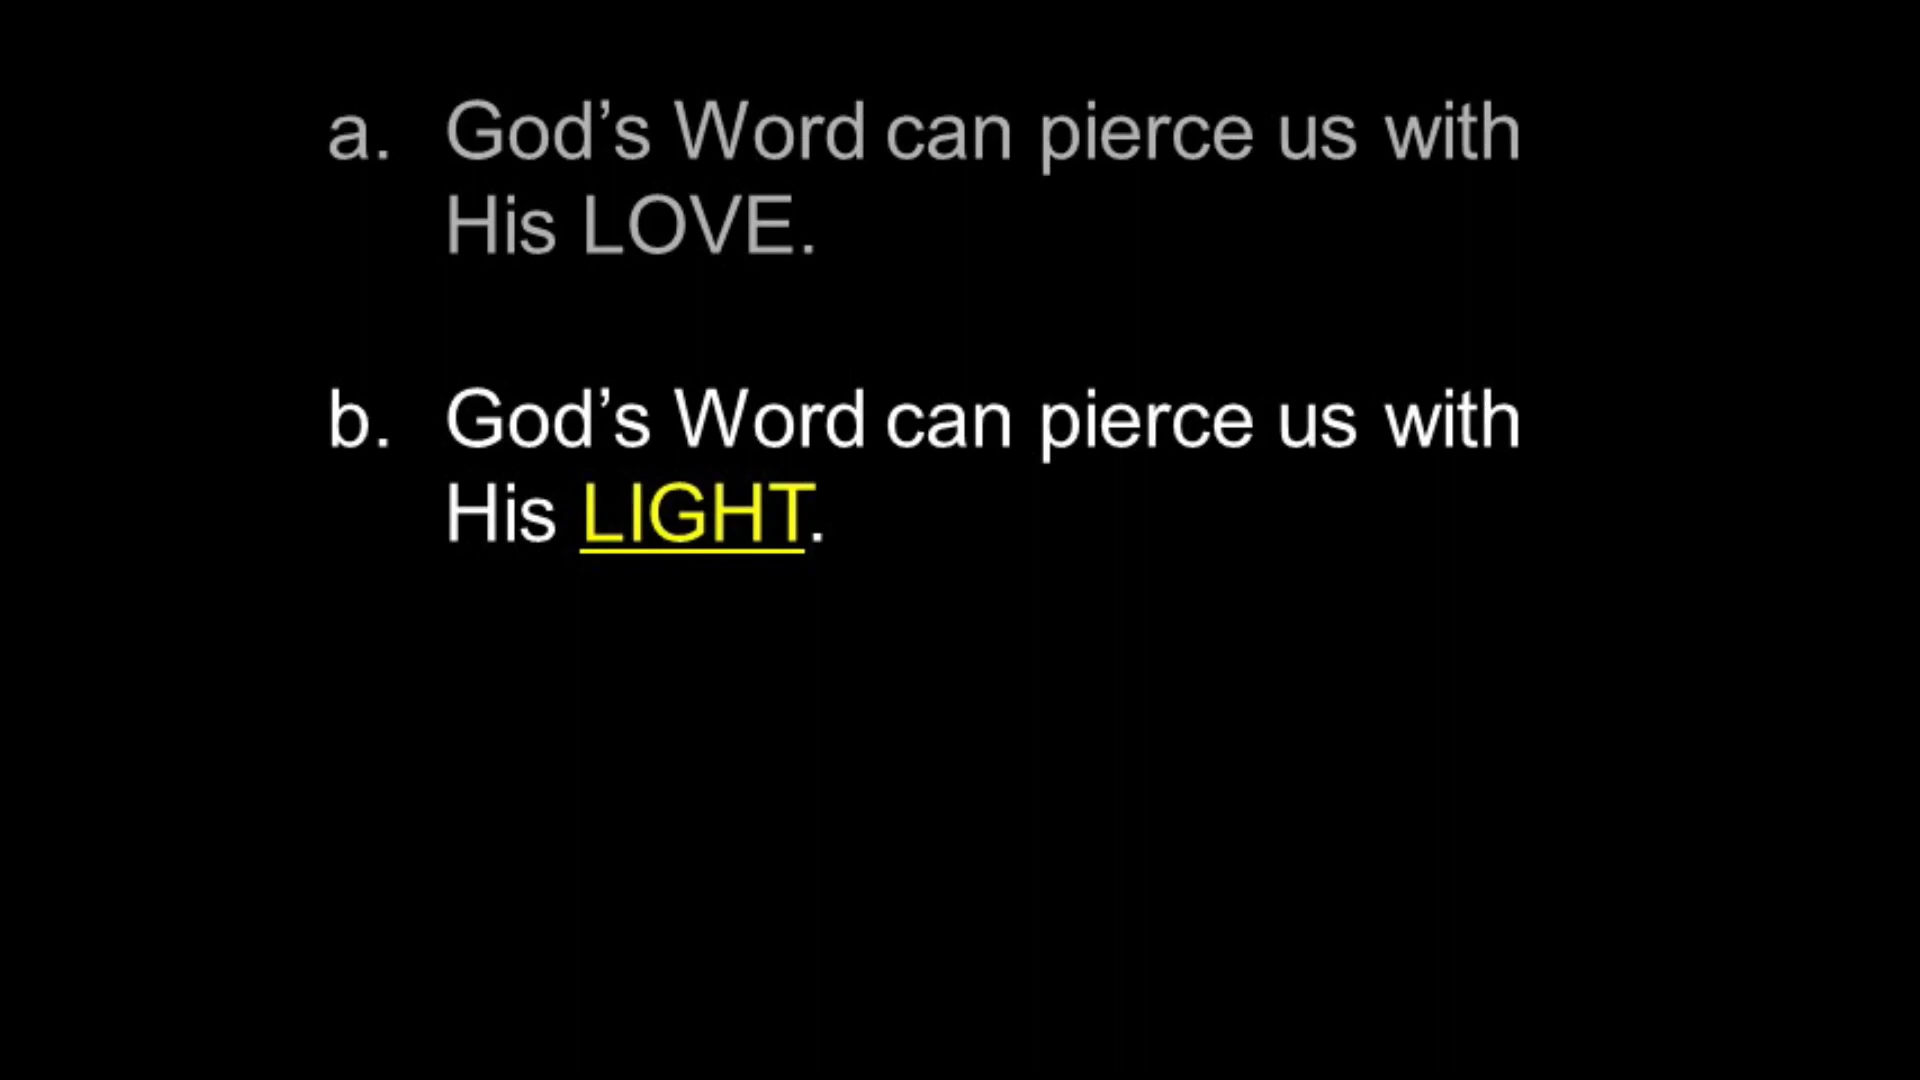 a. God’s Word can pierce us with
His LOVE.
b. God’s Word can pierce us with
His LIGHT.